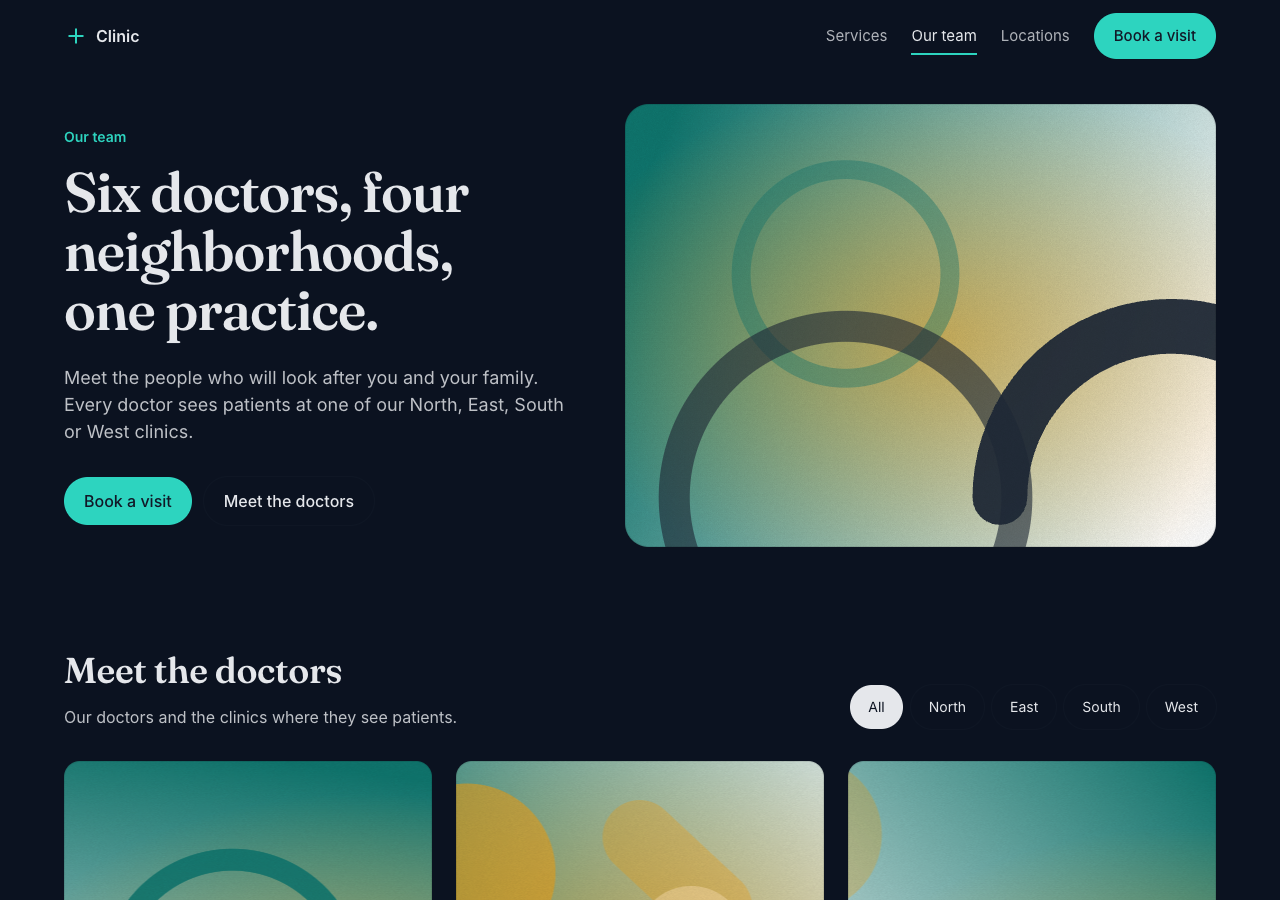 Clinic
Services
Our team
Locations
Book a visit
Our team
Six doctors, four
neighborhoods,
one practice.
Meet the people who will look after you and your family.
Every doctor sees patients at one of our North, East, South
or West clinics.
Book a visit
Meet the doctors
Meet the doctors
Our doctors and the clinics where they see patients.
All
North
East
South
West